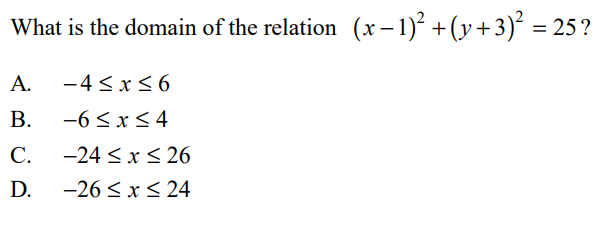 What is the domain of the relation (x − 1)² + (y + 3)² = 25?
A. −4 ≤ x ≤ 6
B. −6 ≤ x ≤ 4
C. −24 ≤ x ≤ 26
D. −26 ≤ x ≤ 24